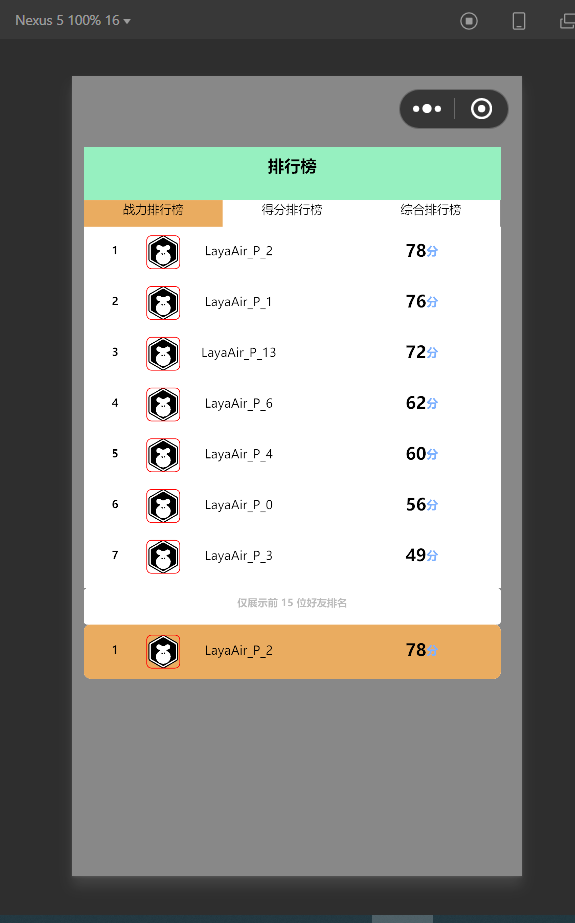 Nexus 5 100% 16
排行榜
战力排行榜 得分排行榜 综合排行榜
1 LayaAir_P_2 78分
2 LayaAir_P_1 76分
3 LayaAir_P_13 72分
4 LayaAir_P_6 62分
5 LayaAir_P_4 60分
6 LayaAir_P_0 56分
7 LayaAir_P_3 49分
仅展示前 15 位好友排名
1 LayaAir_P_2 78分